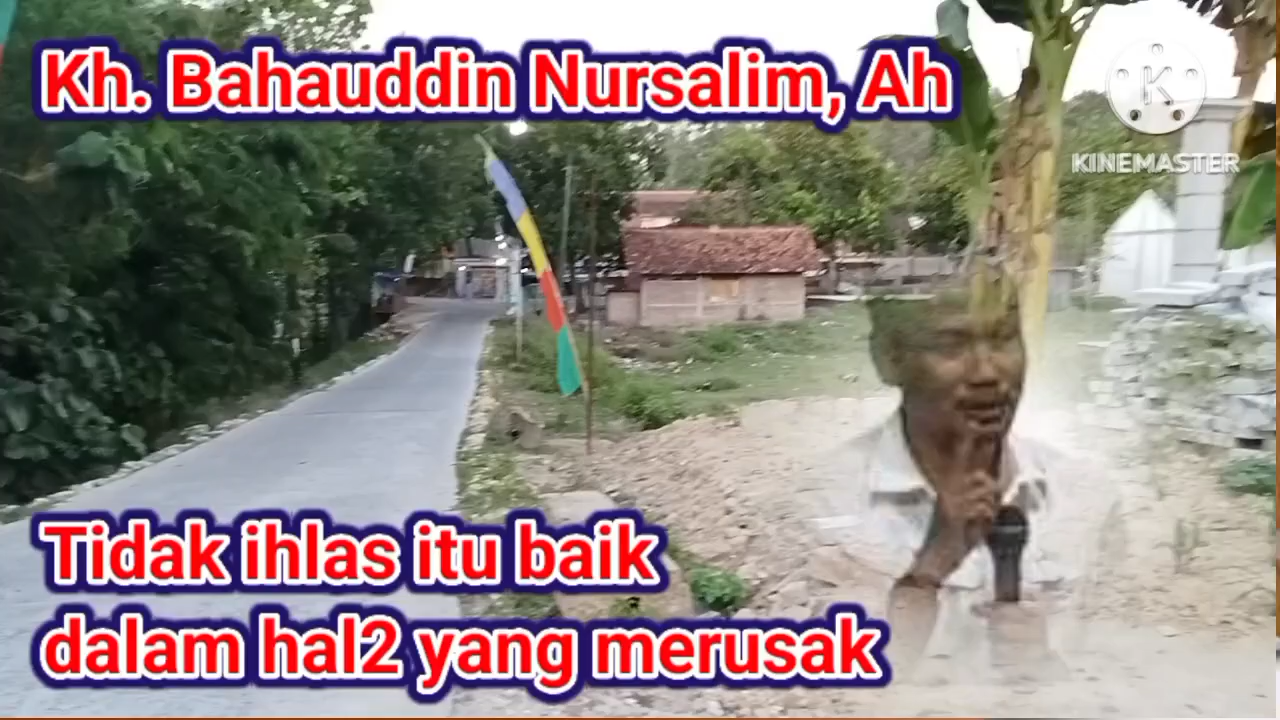 Kh. Bahauddin Nursalim, Ah
K
KINEMASTER
Tidak ihlas itu baik
dalam hal2 yang merusak